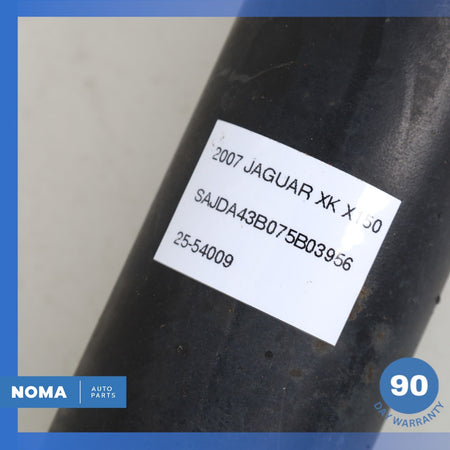 2007 JAGUAR XK X150
SAJDA43B075B03956
25-54009
NOMA
AUTO
PARTS
90
DAY WARRANTY